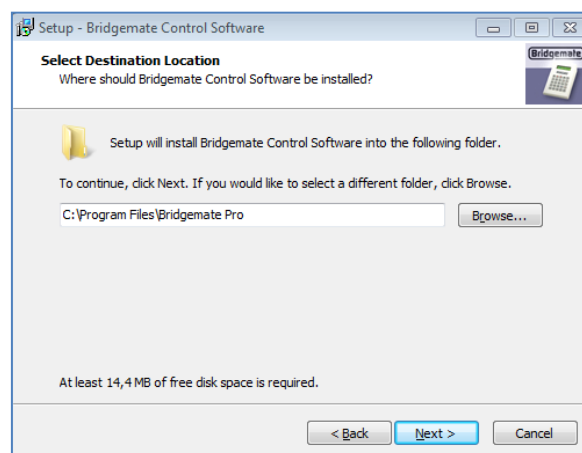 Setup - Bridgemate Control Software
Select Destination Location
Where should Bridgemate Control Software be installed?
Bridgemate
Setup will install Bridgemate Control Software into the following folder.
To continue, click Next. If you would like to select a different folder, click Browse.
C:\Program Files\Bridgemate Pro
Browse...
At least 14,4 MB of free disk space is required.
< Back
Next >
Cancel